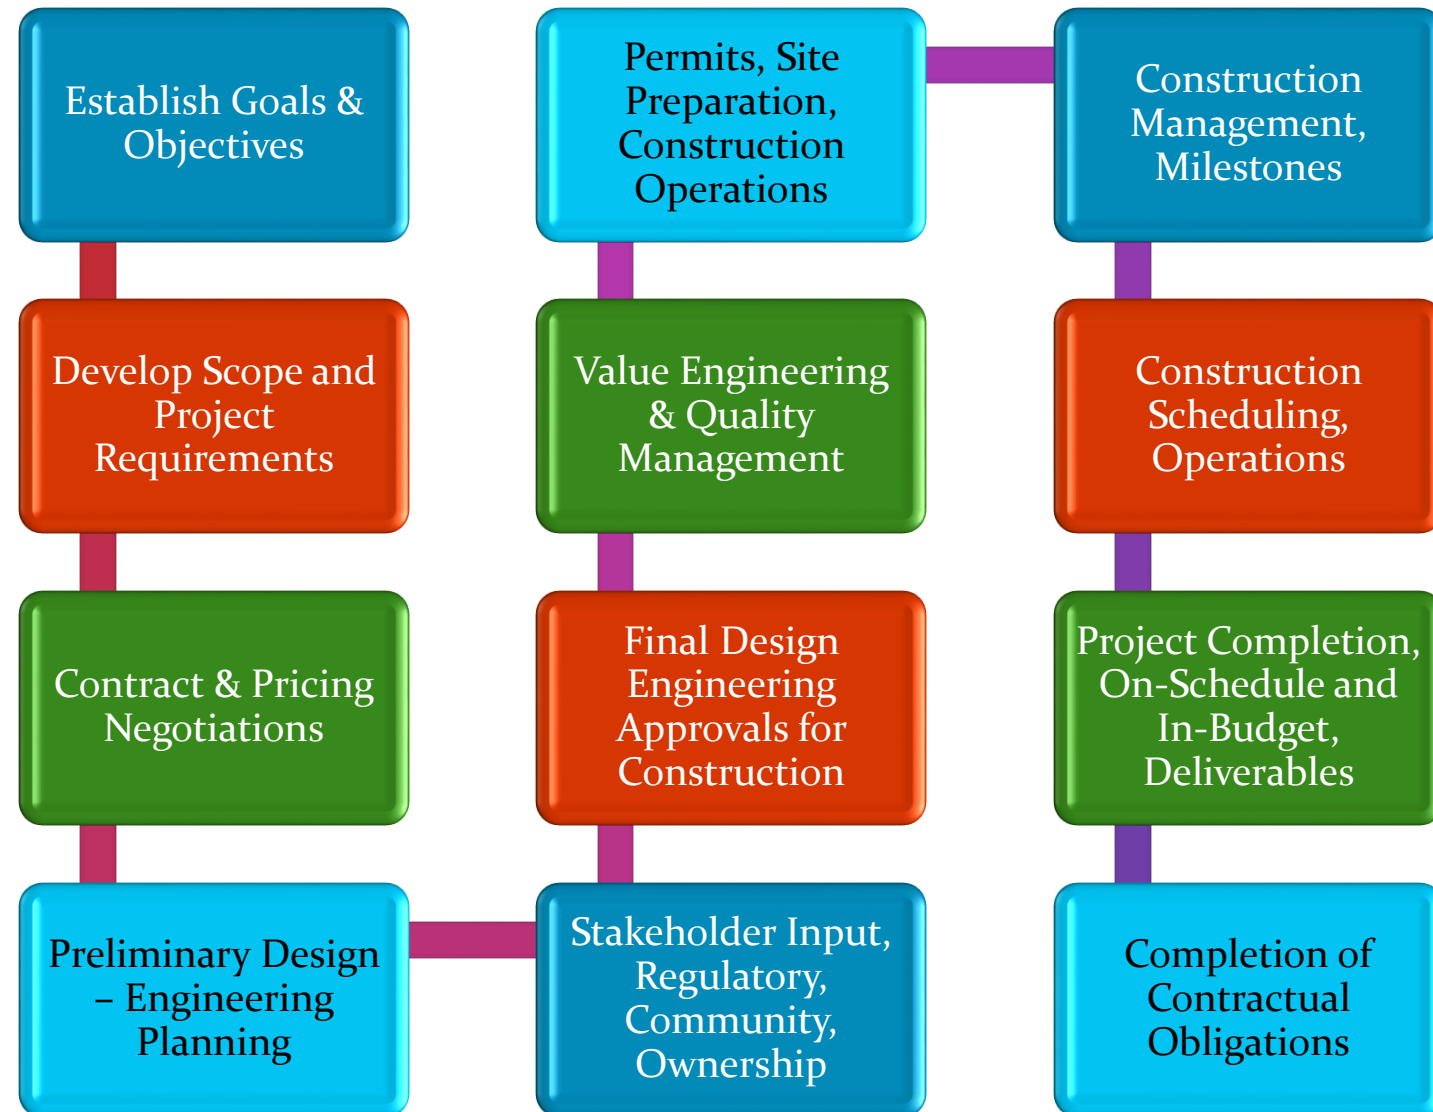 Establish Goals &
Objectives
Develop Scope and
Project
Requirements
Contract & Pricing
Negotiations
Preliminary Design
– Engineering
Planning
Stakeholder Input,
Regulatory,
Community,
Ownership
Final Design
Engineering
Approvals for
Construction
Value Engineering
& Quality
Management
Permits, Site
Preparation,
Construction
Operations
Construction
Management,
Milestones
Construction
Scheduling,
Operations
Project Completion,
On-Schedule and
In-Budget,
Deliverables
Completion of
Contractual
Obligations